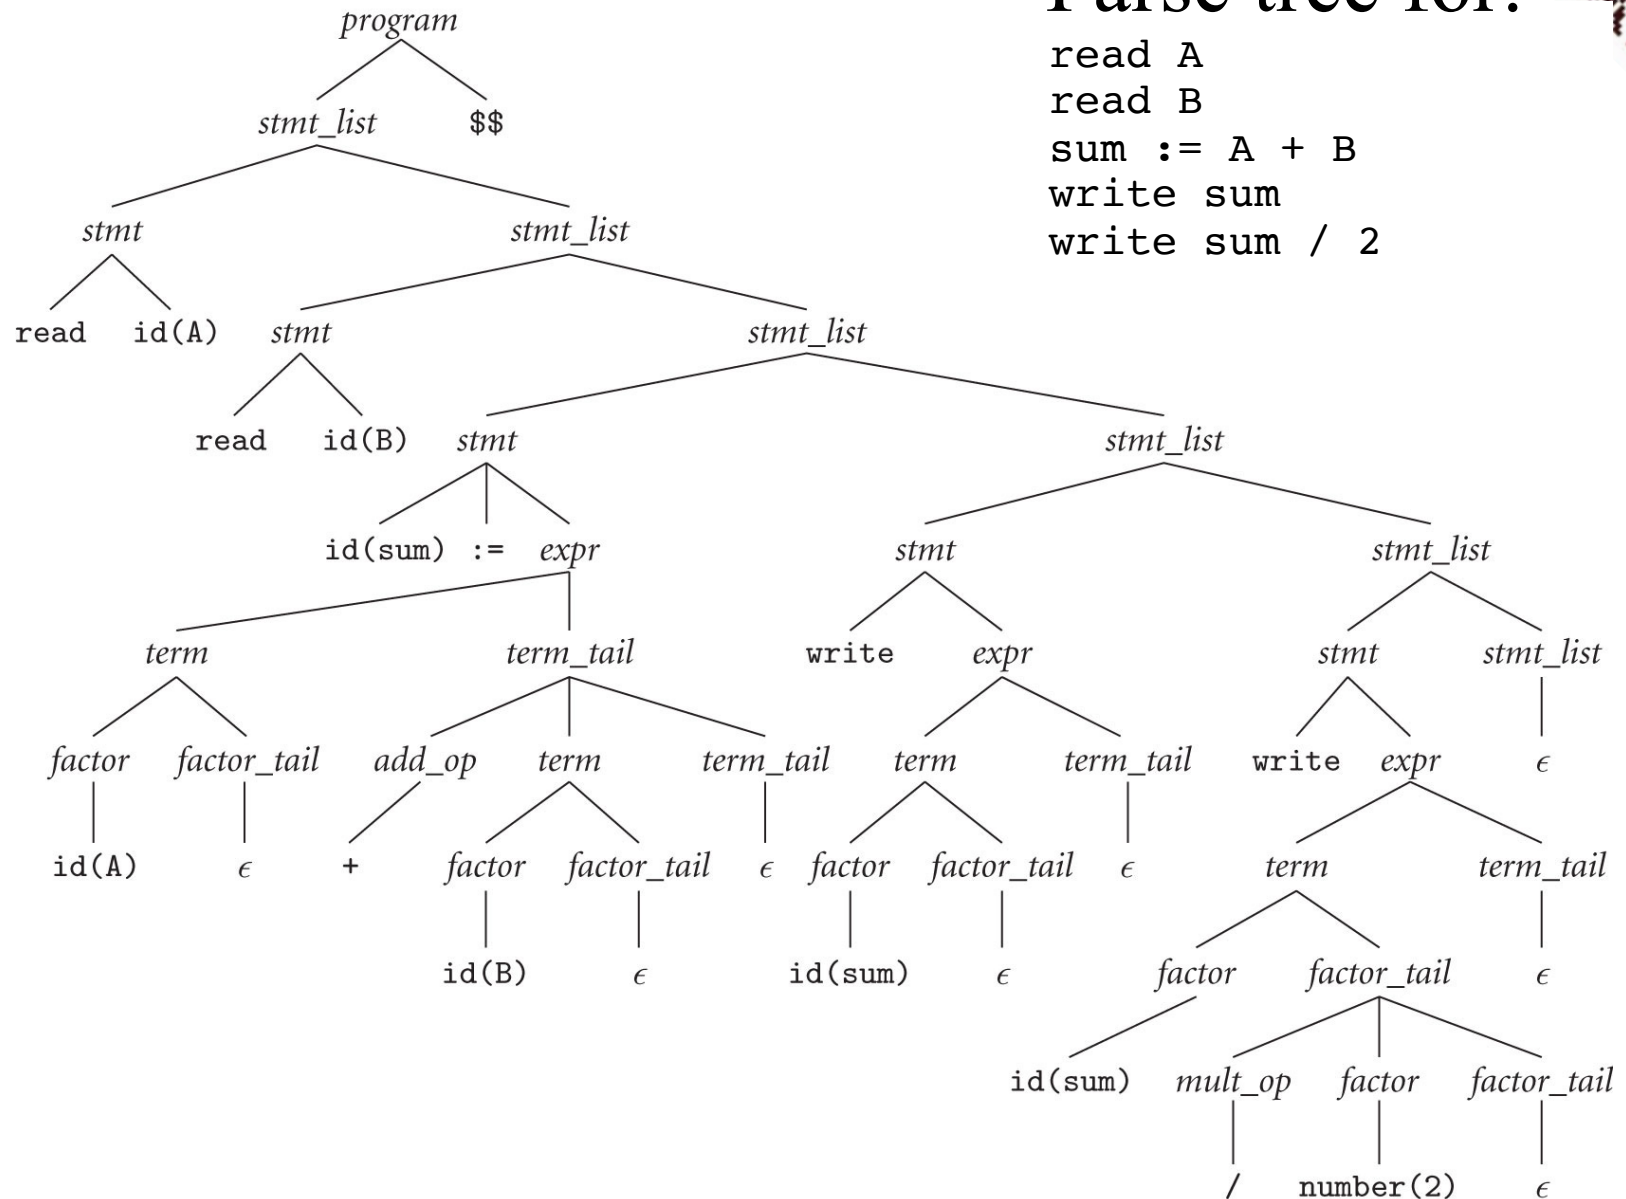 Parse tree for:
read A
read B
sum := A + B
write sum
write sum / 2
program
stmt_list $$
stmt stmt_list
read id(A) stmt stmt_list
read id(B) stmt stmt_list
id(sum) := expr stmt stmt_list
term term_tail write expr stmt stmt_list
factor factor_tail add_op term term_tail term term_tail write expr ϵ
id(A) ϵ + factor factor_tail ϵ factor factor_tail ϵ term term_tail
id(B) ϵ id(sum) ϵ factor factor_tail ϵ
id(sum) mult_op factor factor_tail
/ number(2) ϵ